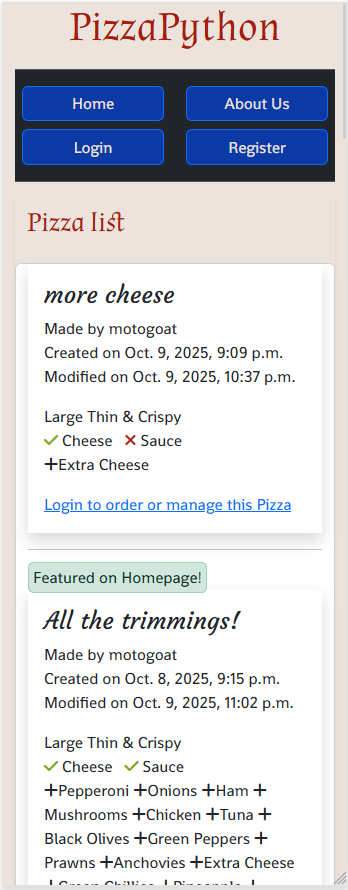 PizzaPython
Home
About Us
Login
Register
Pizza list
more cheese
Made by motogoat
Created on Oct. 9, 2025, 9:09 p.m.
Modified on Oct. 9, 2025, 10:37 p.m.
Large Thin & Crispy
Cheese Sauce
Extra Cheese
Login to order or manage this Pizza
Featured on Homepage!
All the trimmings!
Made by motogoat
Created on Oct. 8, 2025, 9:15 p.m.
Modified on Oct. 9, 2025, 11:02 p.m.
Large Thin & Crispy
Cheese Sauce
Pepperoni Onions Ham
Mushrooms Chicken Tuna
Black Olives Green Peppers
Prawns Anchovies Extra Cheese
Green Chillies Pineapple